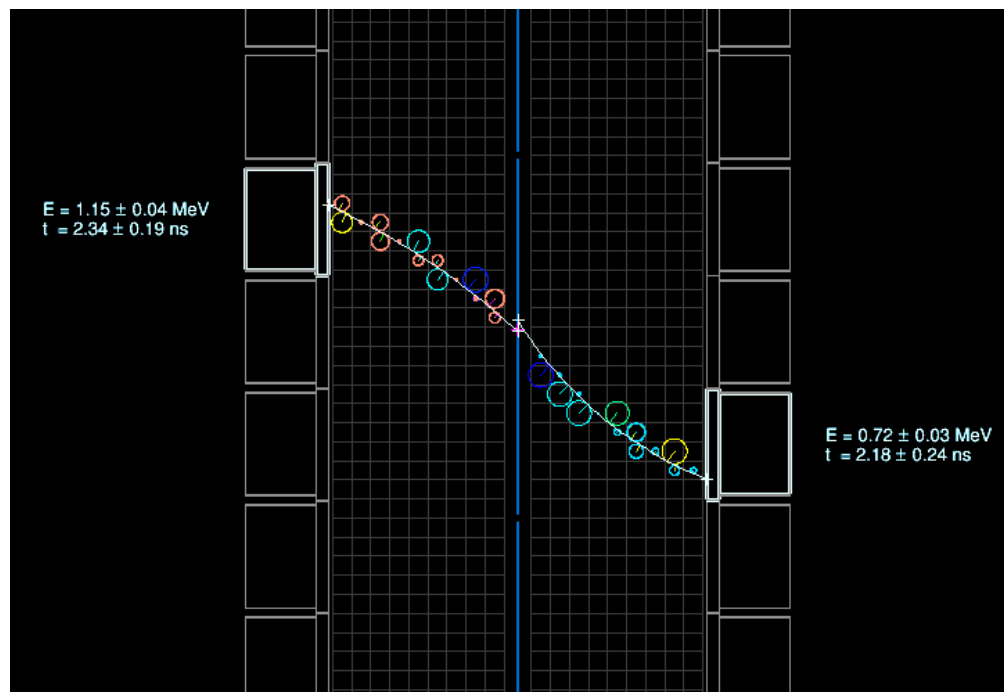 E = 1.15 ± 0.04 MeV
t = 2.34 ± 0.19 ns
E = 0.72 ± 0.03 MeV
t = 2.18 ± 0.24 ns